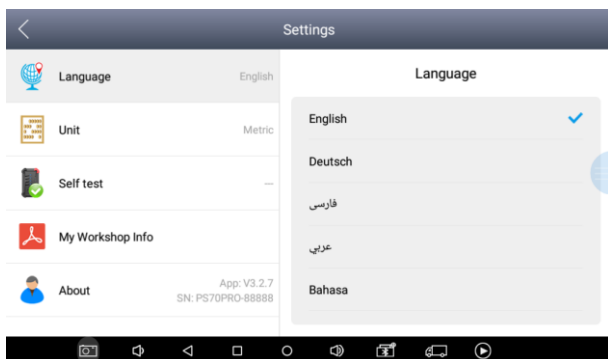 Settings
Language English
Unit Metric
Self test —
My Workshop Info
About App: V3.2.7
SN: PS70PRO-88888
Language
English
Deutsch
فارسی
عربي
Bahasa